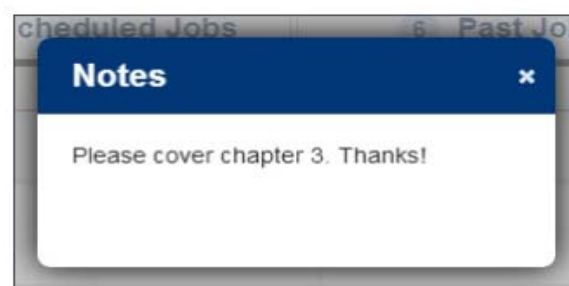 cheduled Jobs 6 Past Jo
Notes ×
Please cover chapter 3. Thanks!